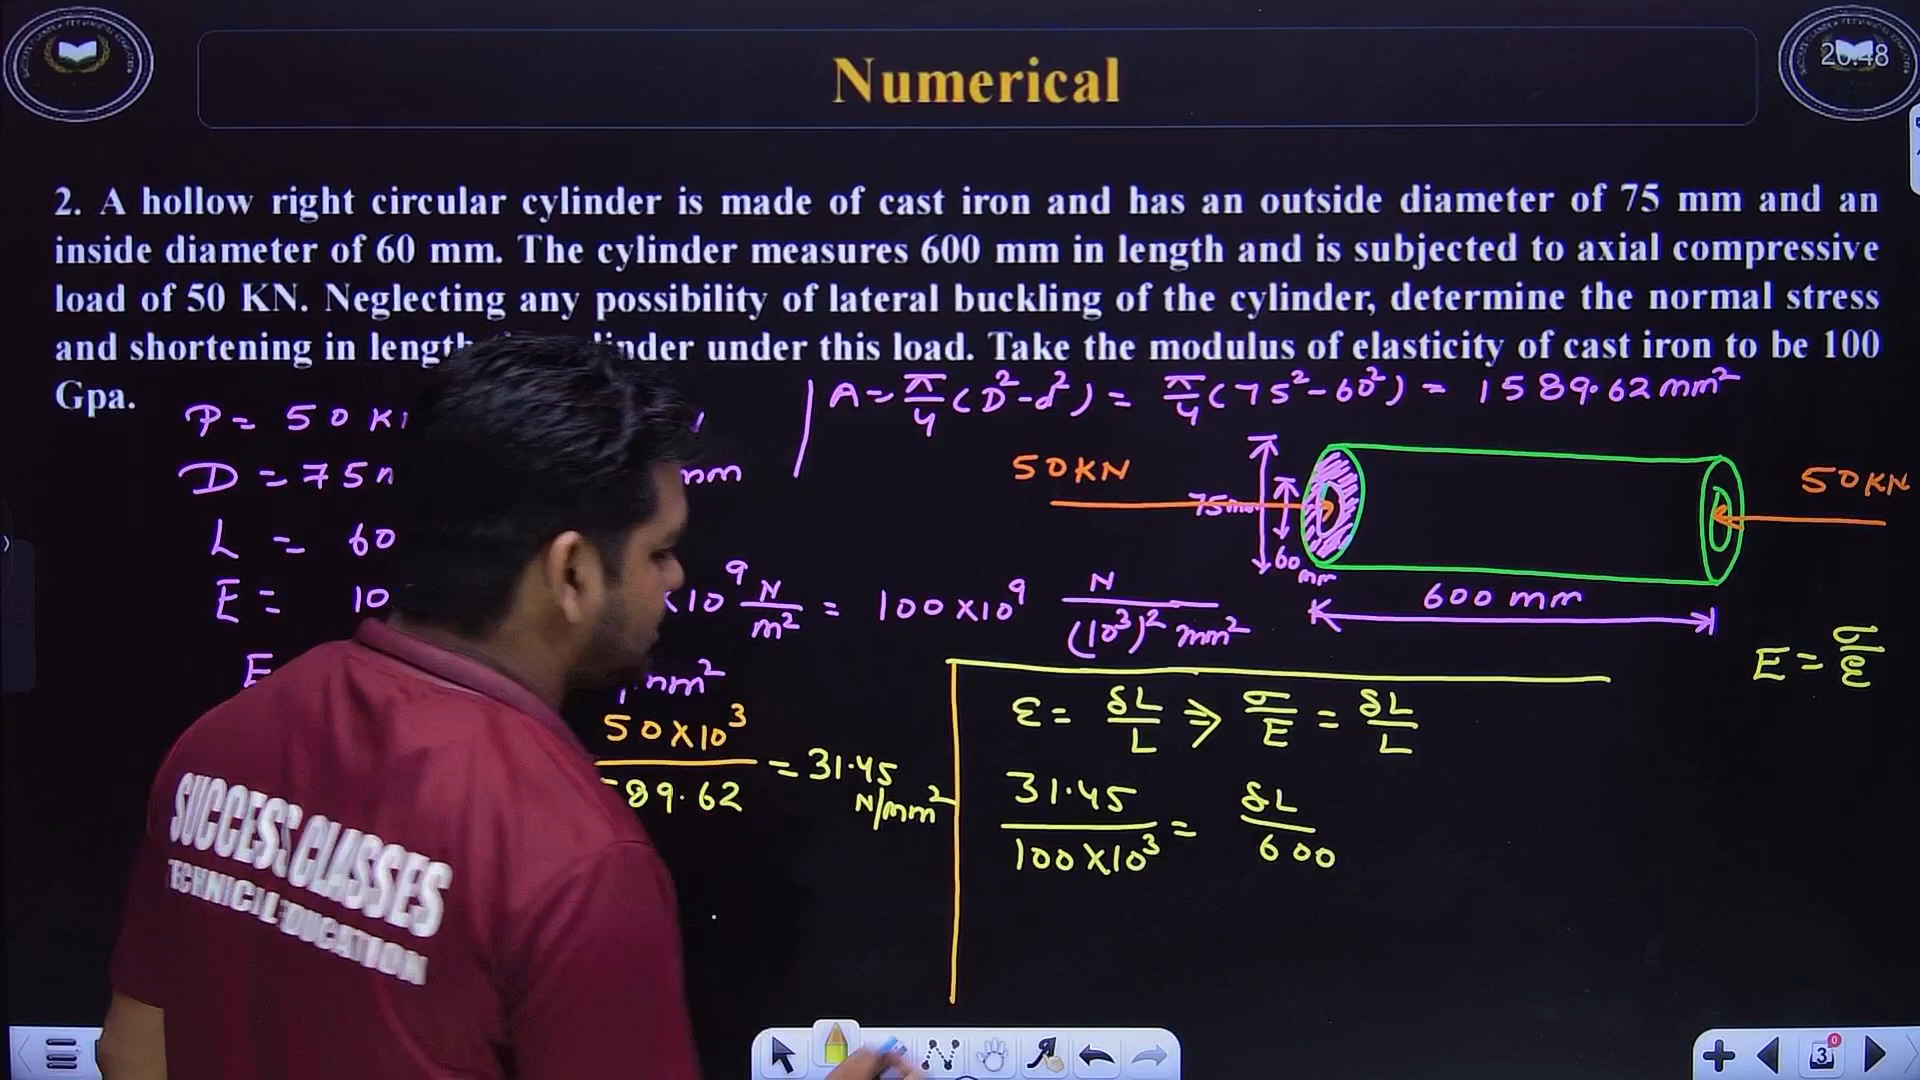 Numerical
20:48
2. A hollow right circular cylinder is made of cast iron and has an outside diameter of 75 mm and an
inside diameter of 60 mm. The cylinder measures 600 mm in length and is subjected to axial compressive
load of 50 KN. Neglecting any possibility of lateral buckling of the cylinder, determine the normal stress
and shortening in length under this load. Take the modulus of elasticity of cast iron to be 100
Gpa.
P = 50 K
D = 75
mm
L = 60
E = 10
×10⁹ N/m² = 100×10⁹ N/(10³)² mm²
E
mm²
50×10³/89.62 = 31.45 N/mm²
A = π/4 (D²-d²) = π/4 (75²-60²) = 1589.62 mm²
50KN
75mm
60 mm
50KN
600 mm
E = σ/ε
ε = δL/L ⇒ σ/E = δL/L
31.45/100×10³ = δL/600
SUCCESS CLASSES
TECHNICAL EDUCATION
3
0